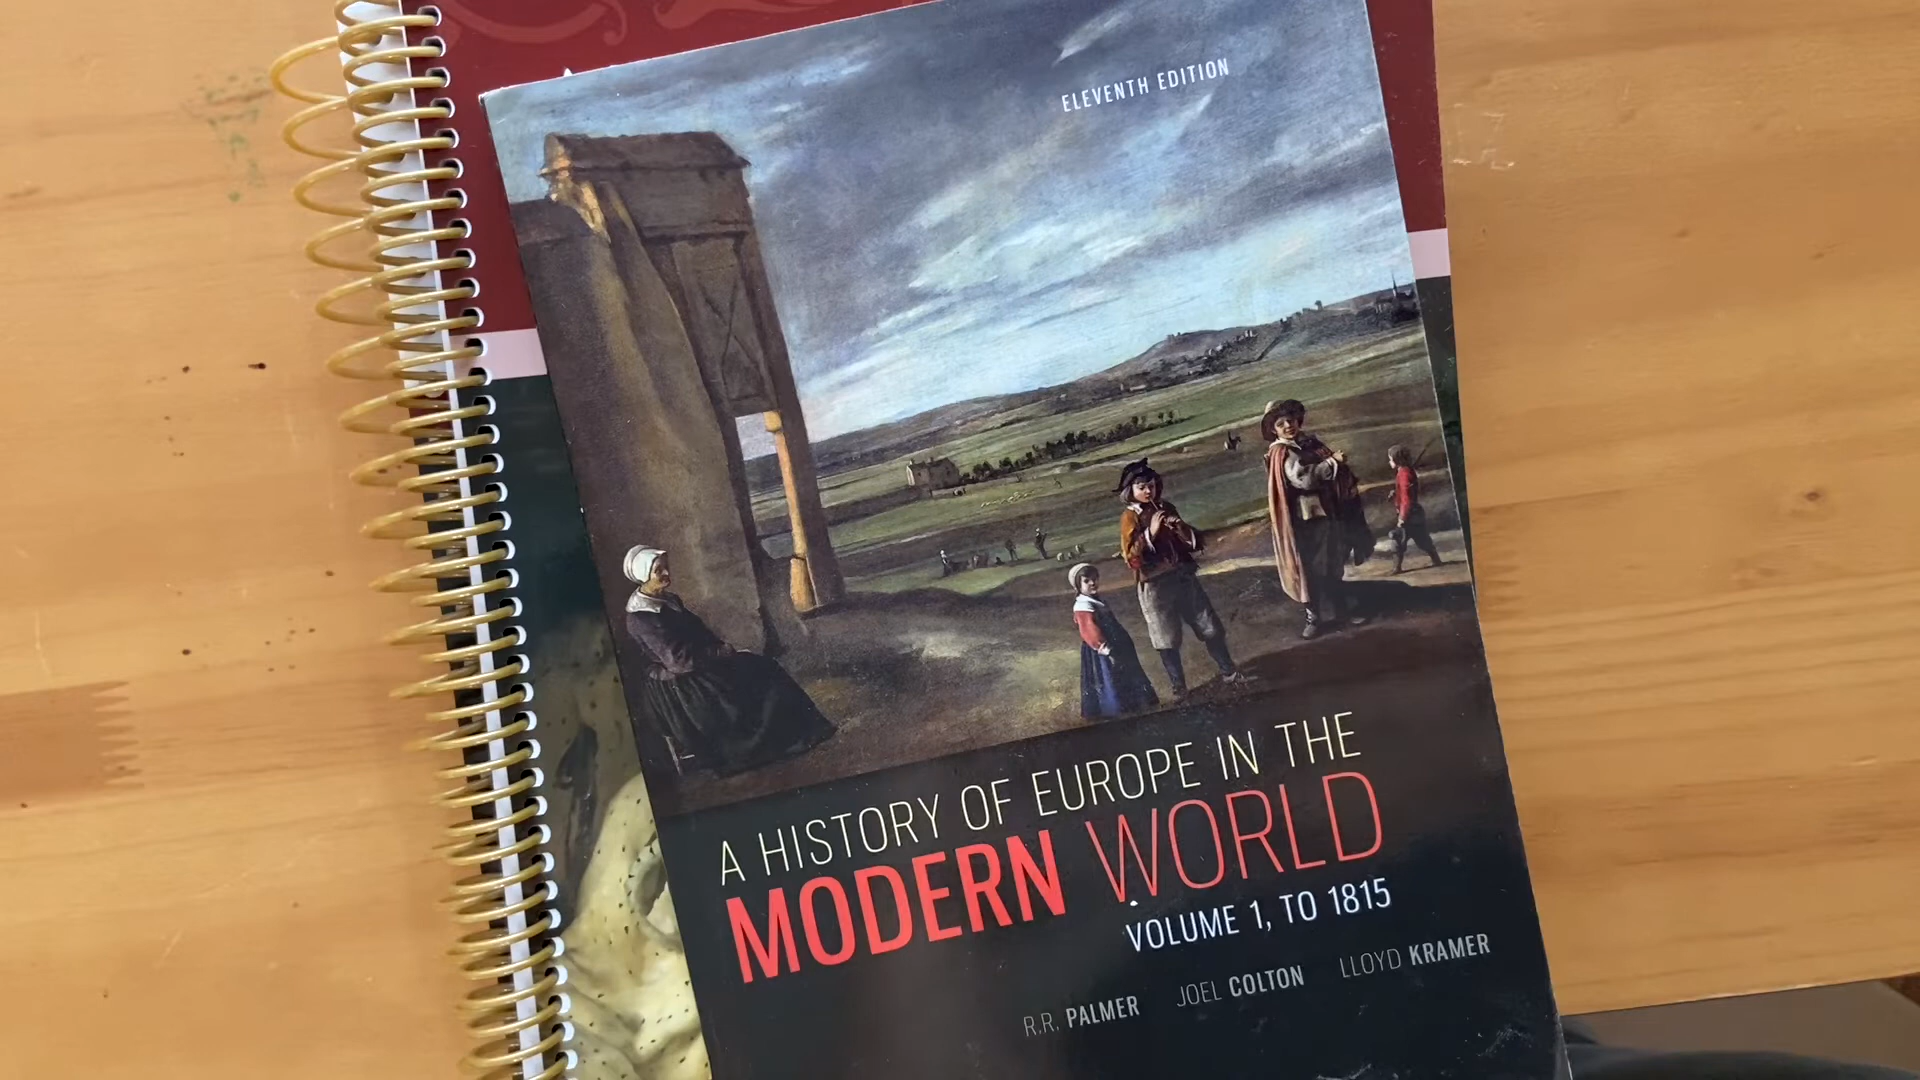 ELEVENTH EDITION
A HISTORY OF EUROPE IN THE
MODERN WORLD
VOLUME 1, TO 1815
R.R. PALMER JOEL COLTON LLOYD KRAMER